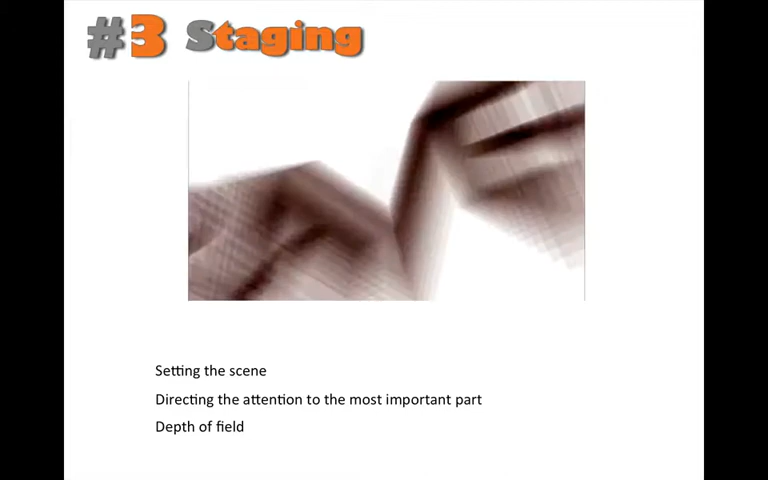 #3 Staging
Setting the scene
Directing the attention to the most important part
Depth of field